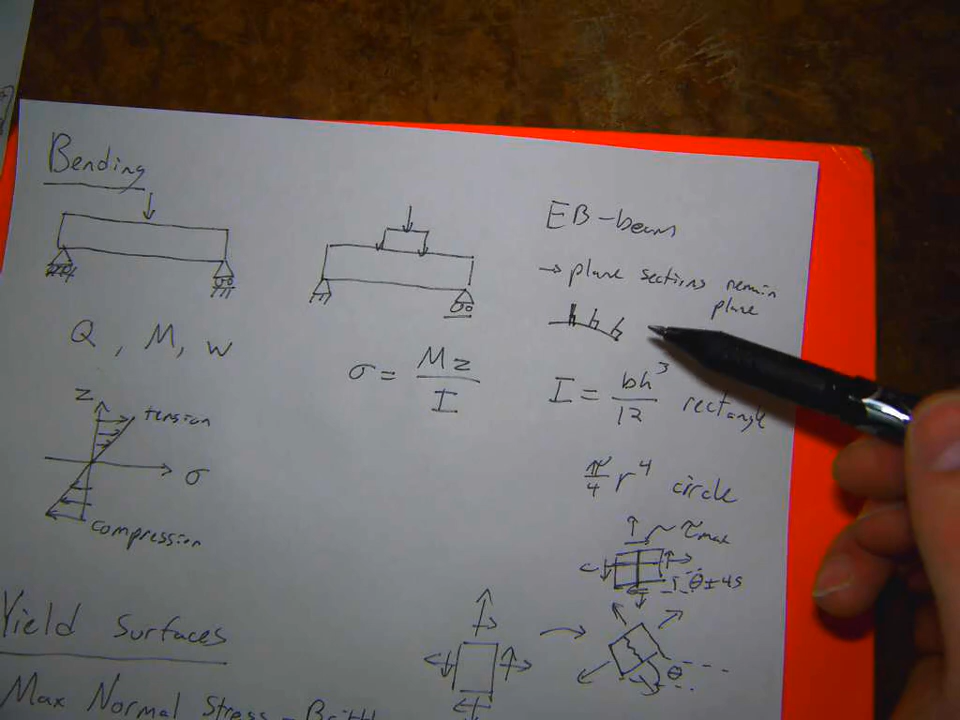 Bending
EB-beam
→ plane sections remain
plane
Q, M, w
σ = Mz / I
I = bh³ / 12 rectangle
z
tension
σ
compression
π/4 r⁴ circle
τmax
θ±45
θ
Yield Surfaces
Max Normal Stress - Brittl